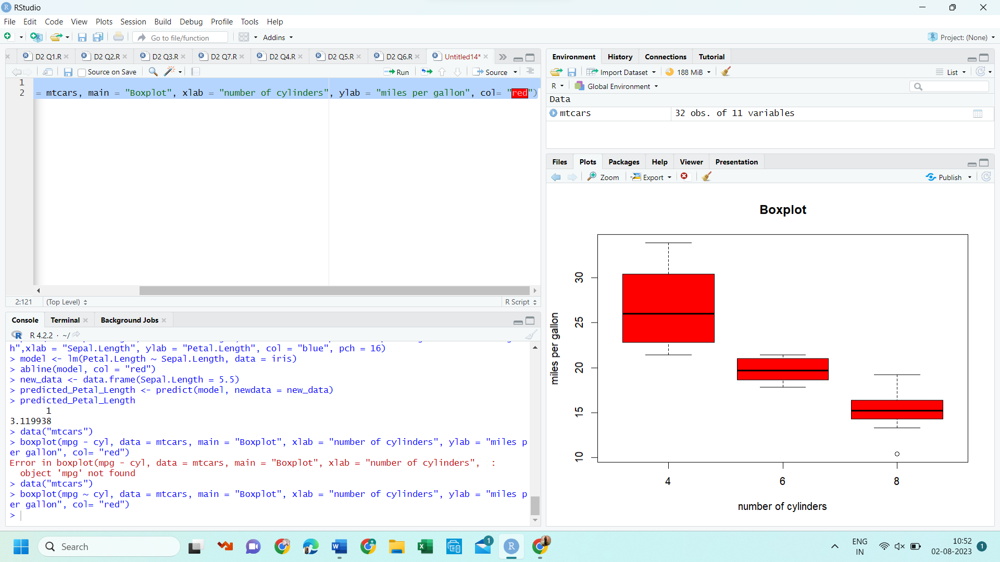 RStudio
File Edit Code View Plots Session Build Debug Profile Tools Help
Go to file/function Addins Project: (None)
D2 Q1.R D2 Q2.R D2 Q3.R D2 Q7.R D2 Q4.R D2 Q5.R D2 Q6.R Untitled14*
Source on Save Run Source
1
2 = mtcars, main = "Boxplot", xlab = "number of cylinders", ylab = "miles per gallon", col= "red")
2:121 (Top Level) R Script
Console Terminal Background Jobs
R 4.2.2 · ~/
h",xlab = "Sepal.Length", ylab = "Petal.Length", col = "blue", pch = 16)
> model <- lm(Petal.Length ~ Sepal.Length, data = iris)
> abline(model, col = "red")
> new_data <- data.frame(Sepal.Length = 5.5)
> predicted_Petal_Length <- predict(model, newdata = new_data)
> predicted_Petal_Length
1
3.119938
> data("mtcars")
> boxplot(mpg - cyl, data = mtcars, main = "Boxplot", xlab = "number of cylinders", ylab = "miles p
er gallon", col= "red")
Error in boxplot(mpg - cyl, data = mtcars, main = "Boxplot", xlab = "number of cylinders", :
object 'mpg' not found
> data("mtcars")
> boxplot(mpg ~ cyl, data = mtcars, main = "Boxplot", xlab = "number of cylinders", ylab = "miles p
er gallon", col= "red")
>
Environment History Connections Tutorial
Import Dataset 188 MiB List
R Global Environment
Data
mtcars 32 obs. of 11 variables
Files Plots Packages Help Viewer Presentation
Zoom Export Publish
Boxplot
miles per gallon
30
25
20
15
10
4 6 8
number of cylinders
Search
1
ENG
IN
10:52
02-08-2023
1